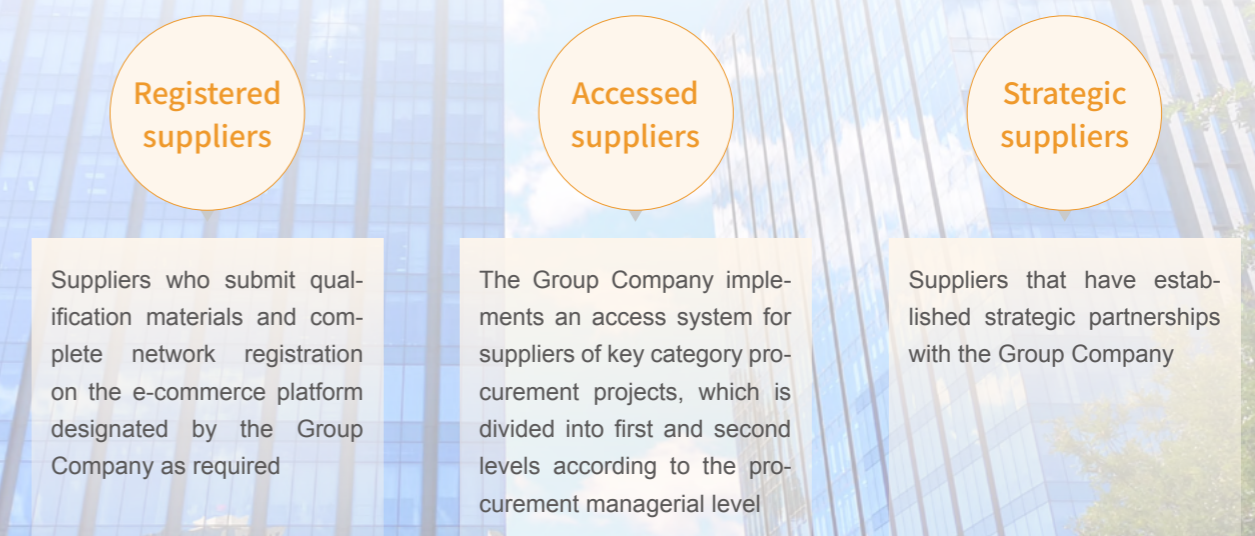 Registered
suppliers
Suppliers who submit qual-
ification materials and com-
plete network registration
on the e-commerce platform
designated by the Group
Company as required
Accessed
suppliers
The Group Company imple-
ments an access system for
suppliers of key category pro-
curement projects, which is
divided into first and second
levels according to the pro-
curement managerial level
Strategic
suppliers
Suppliers that have estab-
lished strategic partnerships
with the Group Company